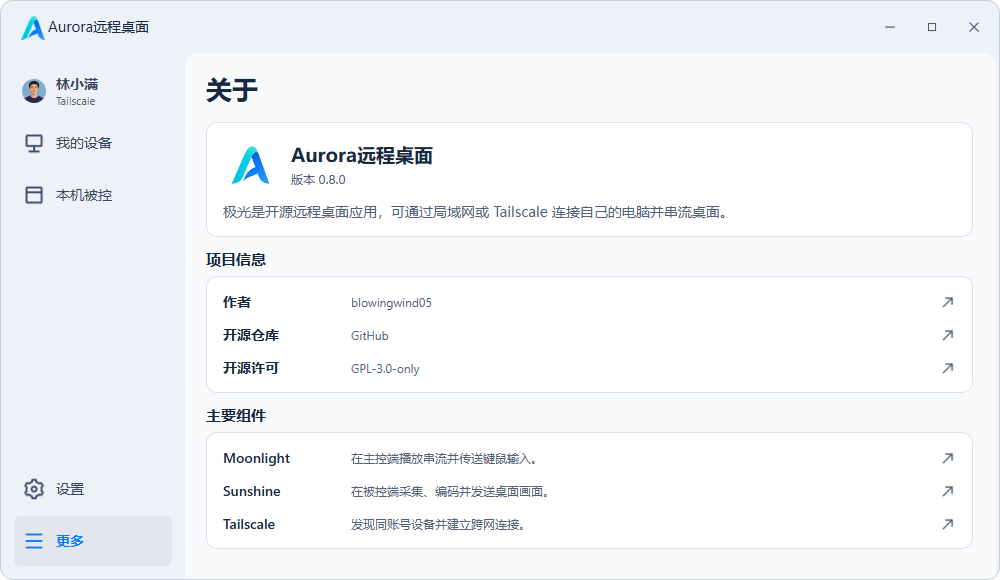 Aurora远程桌面
林小满
Tailscale
我的设备
本机被控
设置
更多
关于
Aurora远程桌面
版本 0.8.0
极光是开源远程桌面应用，可通过局域网或 Tailscale 连接自己的电脑并串流桌面。
项目信息
作者 blowingwind05
开源仓库 GitHub
开源许可 GPL-3.0-only
主要组件
Moonlight 在主控端播放串流并传送键鼠输入。
Sunshine 在被控端采集、编码并发送桌面画面。
Tailscale 发现同账号设备并建立跨网连接。